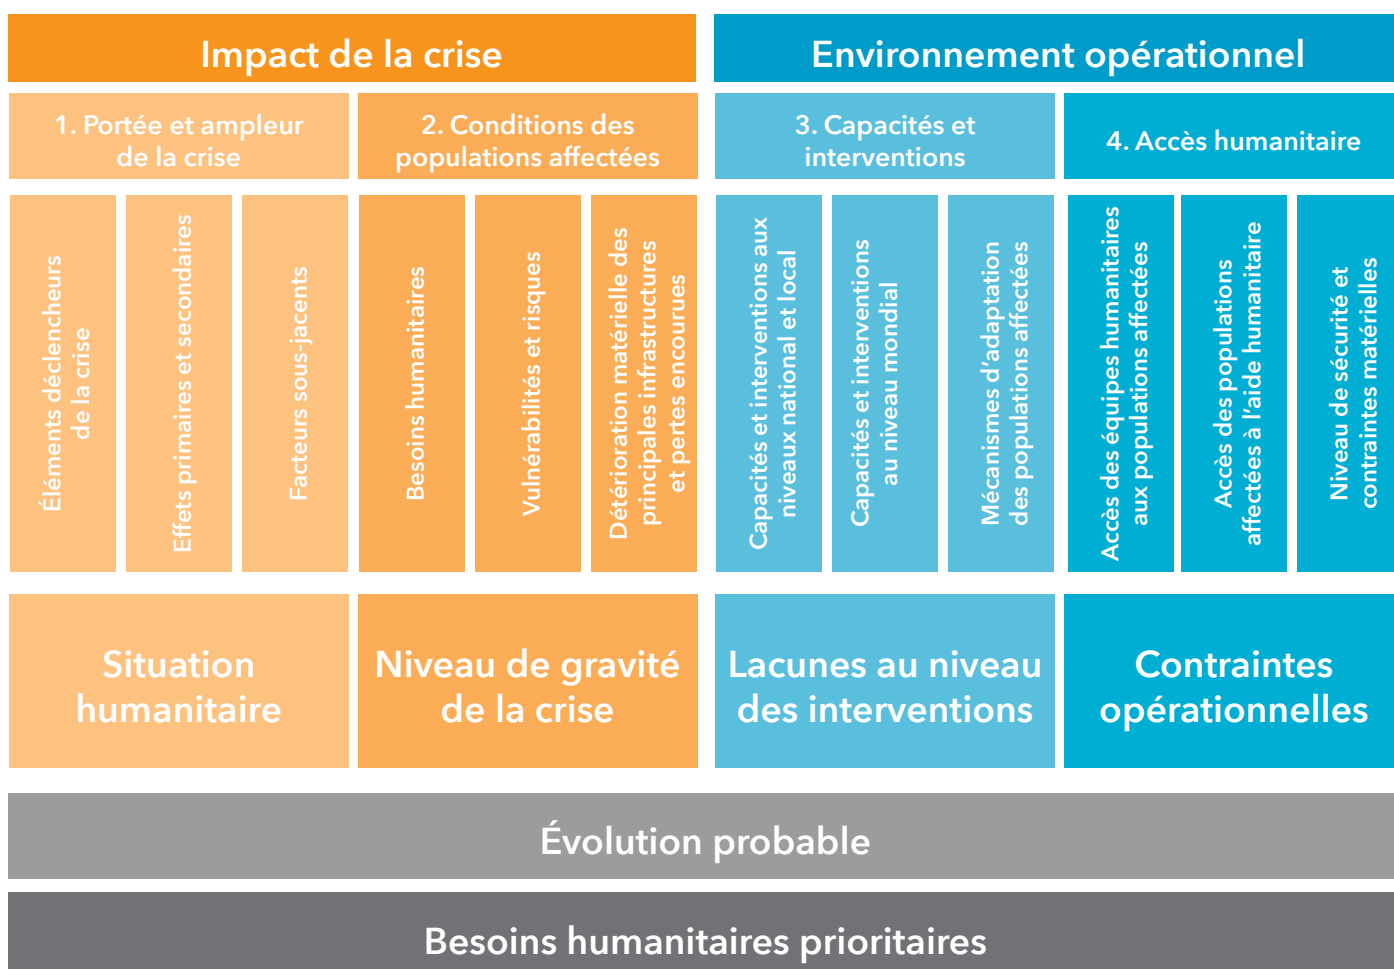 Impact de la crise
Environnement opérationnel
1. Portée et ampleur
de la crise
2. Conditions des
populations affectées
3. Capacités et
interventions
4. Accès humanitaire
Éléments déclencheurs
de la crise
Effets primaires et secondaires
Facteurs sous-jacents
Besoins humanitaires
Vulnérabilités et risques
Détérioration matérielle des
principales infrastructures
et pertes encourues
Capacités et interventions aux
niveaux national et local
Capacités et interventions
au niveau mondial
Mécanismes d'adaptation
des populations affectées
Accès des équipes humanitaires
aux populations affectées
Accès des populations
affectées à l'aide humanitaire
Niveau de sécurité et
contraintes matérielles
Situation
humanitaire
Niveau de gravité
de la crise
Lacunes au niveau
des interventions
Contraintes
opérationnelles
Évolution probable
Besoins humanitaires prioritaires